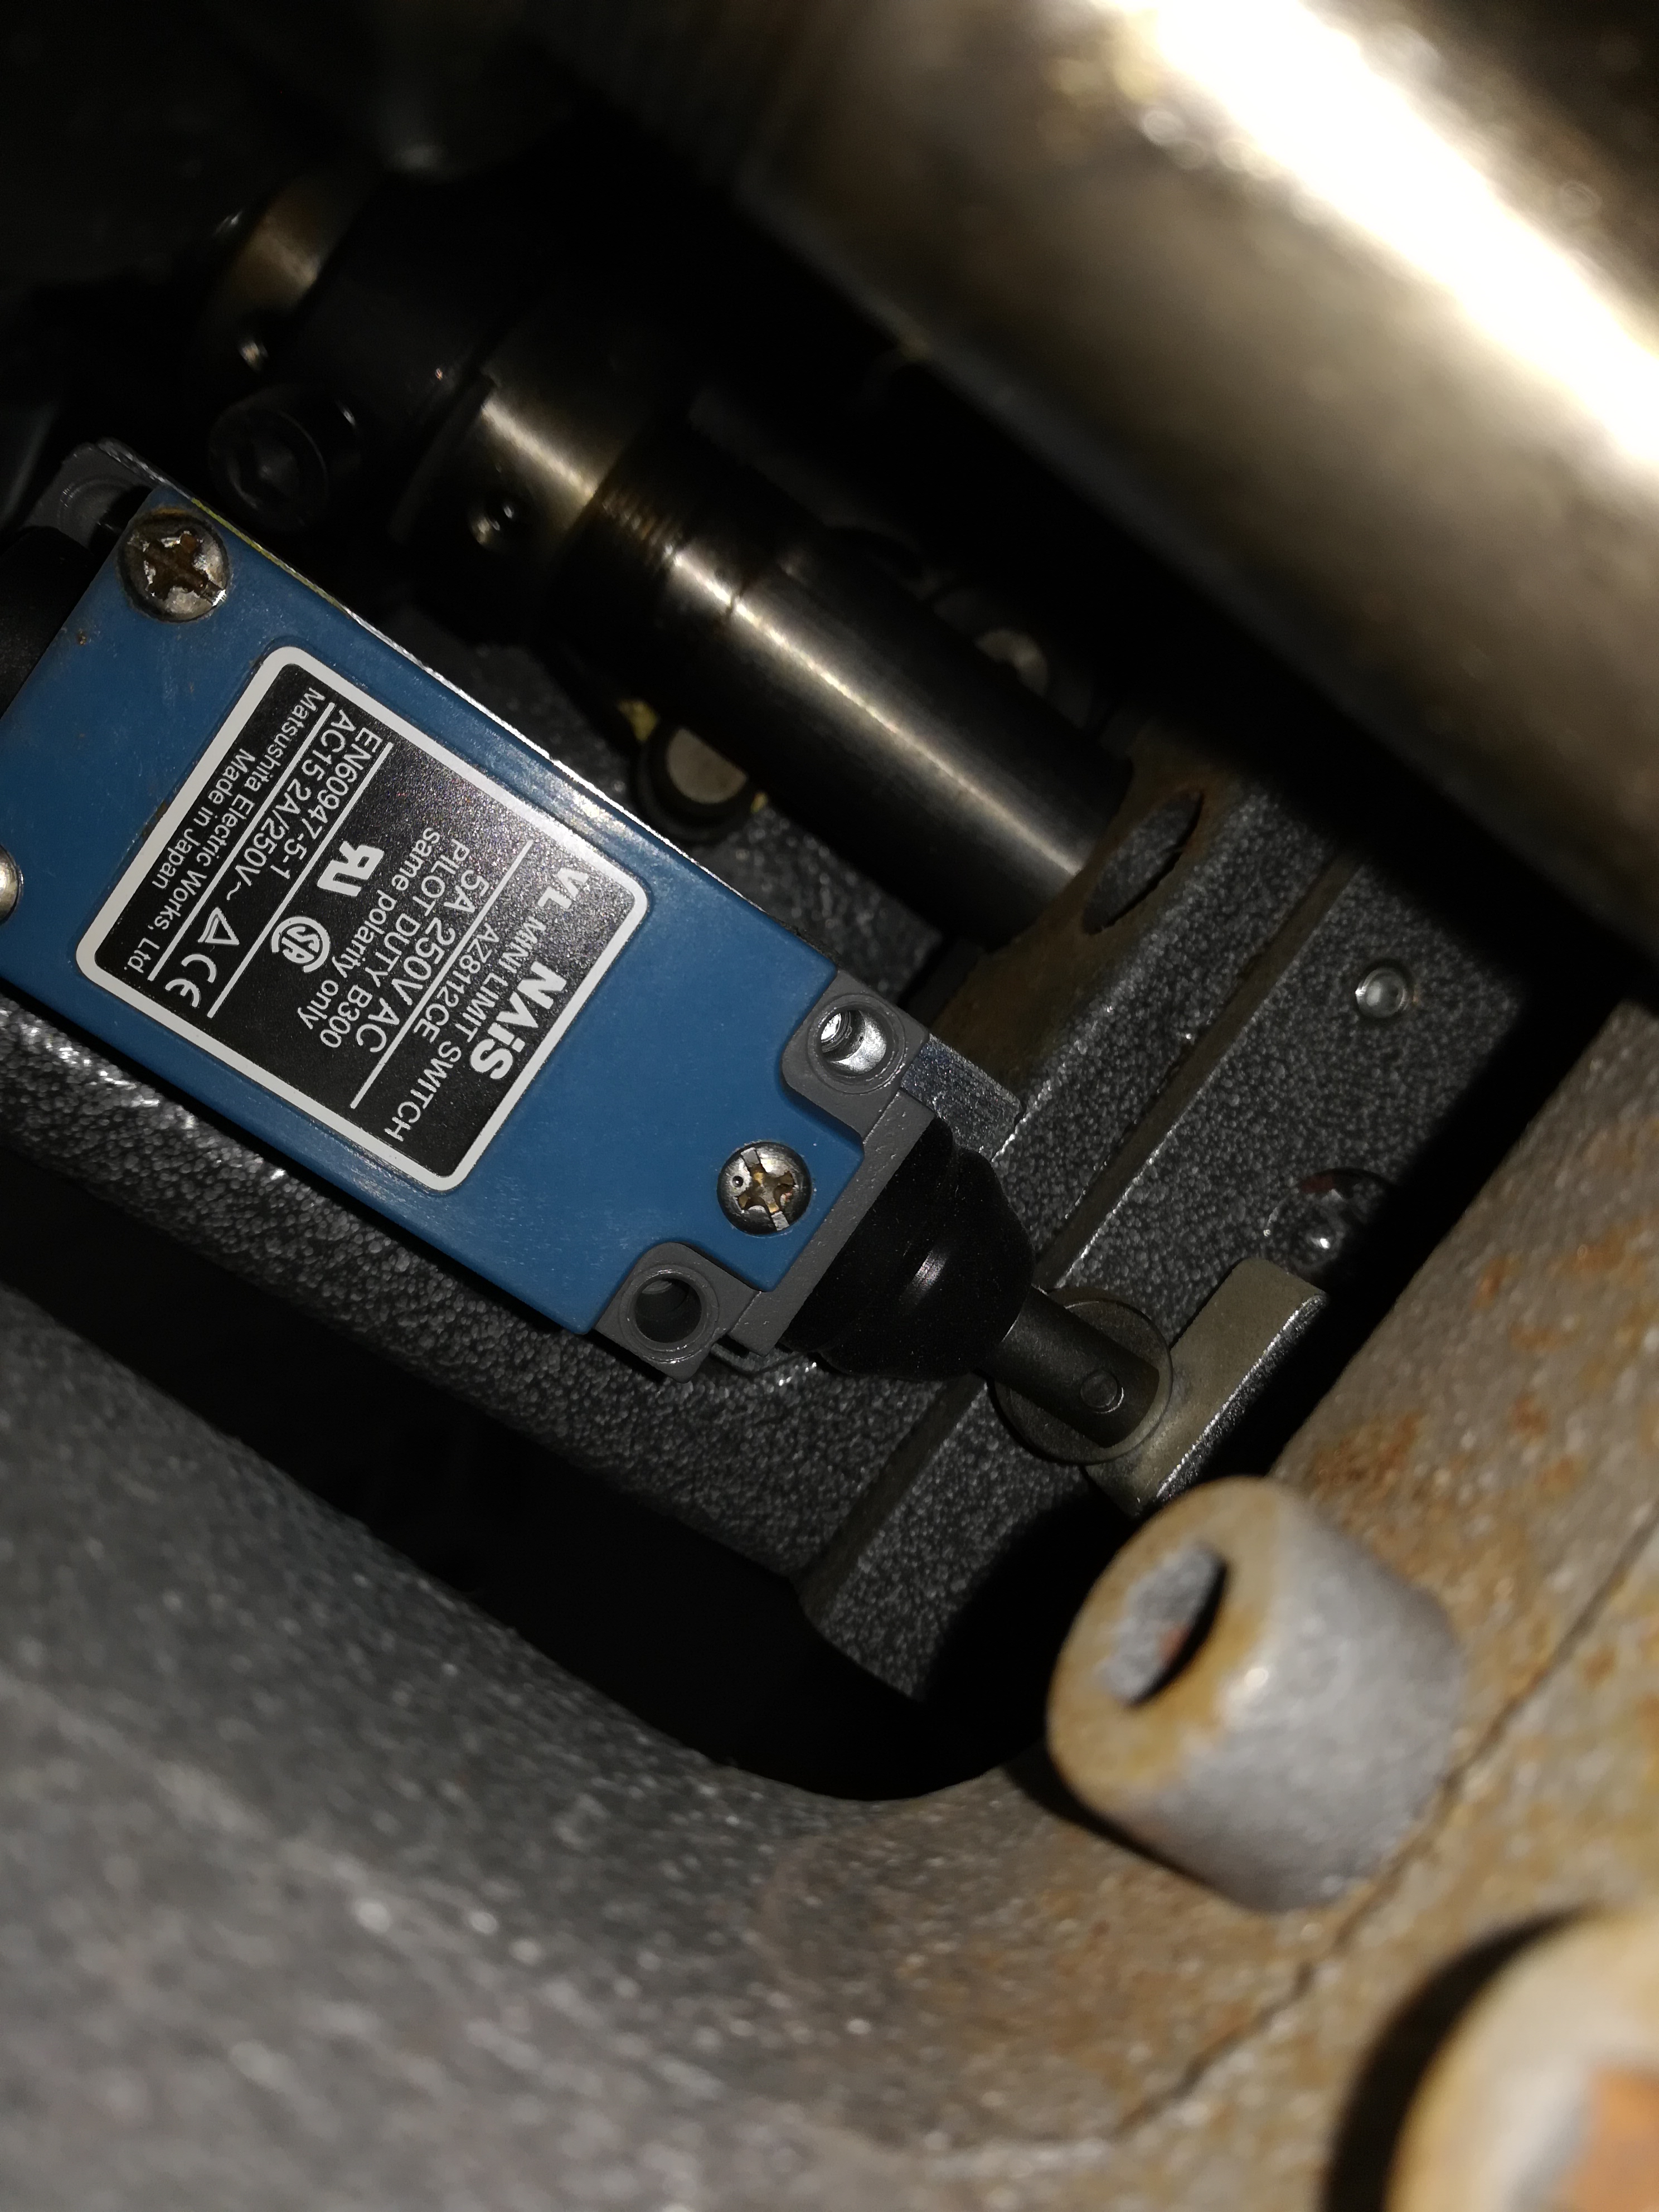 NAiS
VL MINI LIMIT SWITCH
AZ8112CE
5A 250V AC
PILOT DUTY B300
same polarity only
EN60947-5-1
AC15 2A/250V~
CE
Matsushita Electric Works, Ltd.
Made in Japan